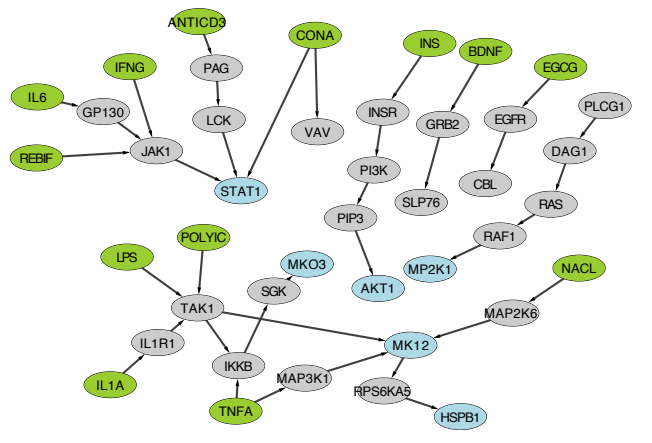 ANTICD3
CONA
INS
BDNF
IFNG
PAG
EGCG
IL6
GP130
LCK
VAV
INSR
GRB2
EGFR
PLCG1
REBIF
JAK1
DAG1
STAT1
PI3K
CBL
SLP76
RAS
PIP3
POLYIC
RAF1
LPS
MKO3
MP2K1
NACL
SGK
AKT1
TAK1
MAP2K6
IL1R1
MK12
IKKB
IL1A
MAP3K1
RPS6KA5
TNFA
HSPB1